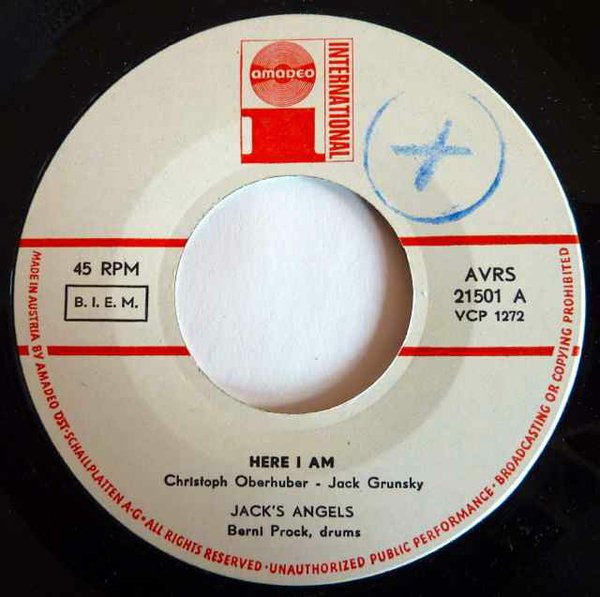 amadeo
INTERNATIONAL
45 RPM
B. I. E. M.
AVRS
21501 A
VCP 1272
HERE I AM
Christoph Oberhuber - Jack Grunsky
JACK'S ANGELS
Berni Prock, drums
MADE IN AUSTRIA BY AMADEO ÖST. SCHALLPLATTEN A-G • ALL RIGHTS RESERVED • UNAUTHORIZED PUBLIC PERFORMANCE • BROADCASTING OR COPYING PROHIBITED